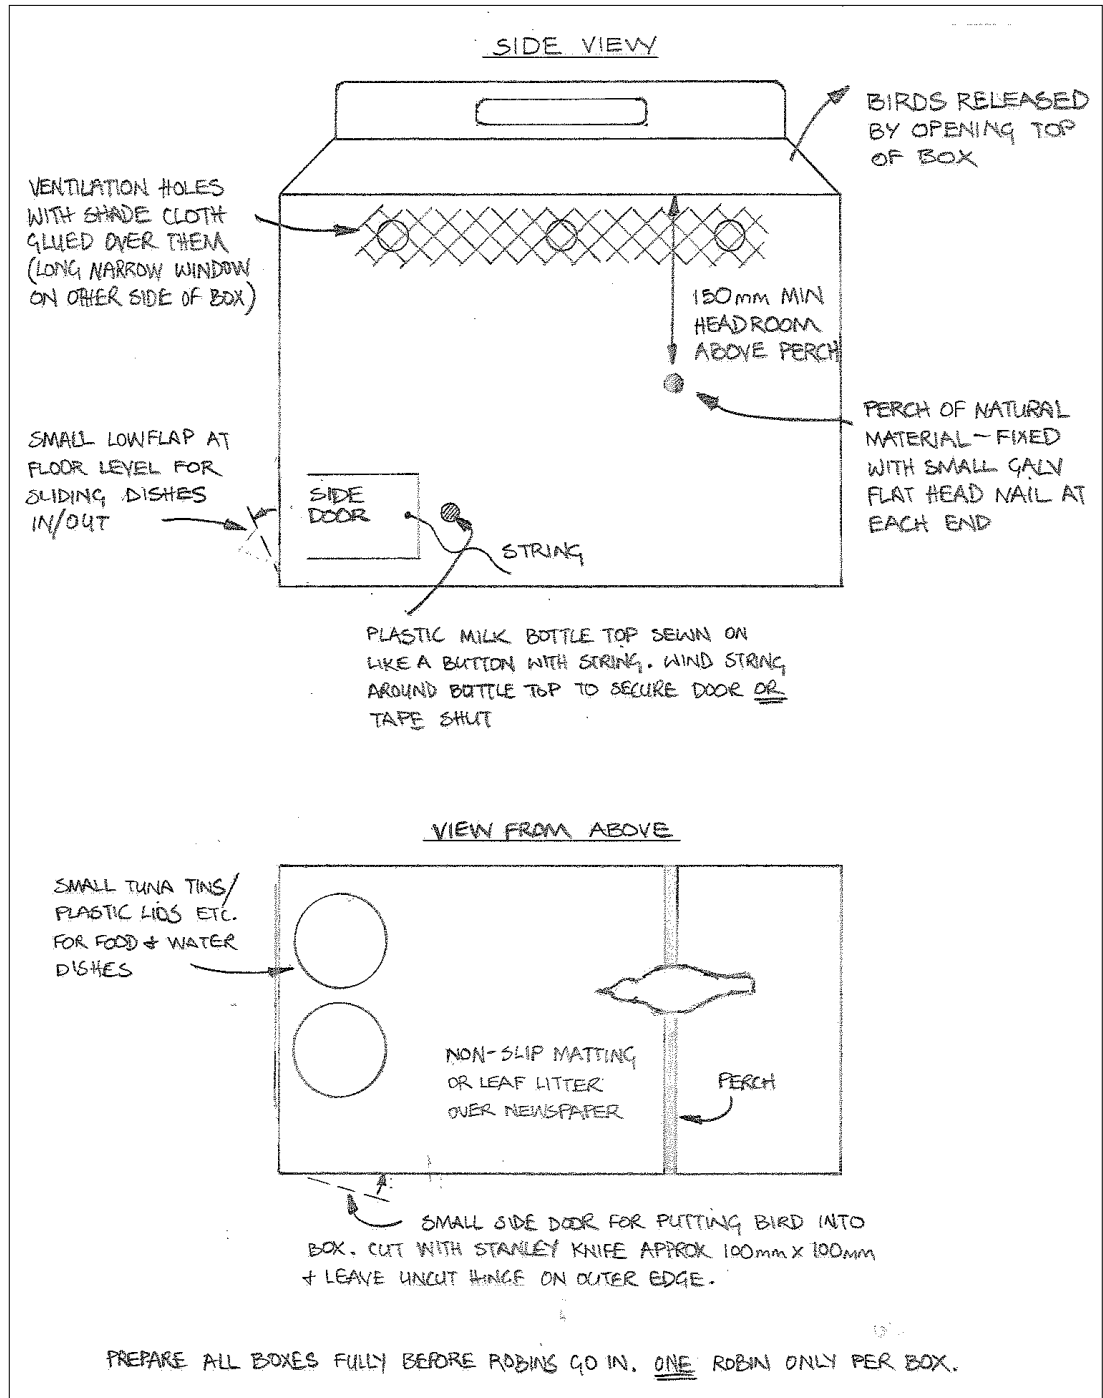 SIDE VIEW
BIRDS RELEASED
BY OPENING TOP
OF BOX
VENTILATION HOLES
WITH SHADE CLOTH
GLUED OVER THEM
(LONG NARROW WINDOW
ON OTHER SIDE OF BOX)
150mm MIN
HEADROOM
ABOVE PERCH
PERCH OF NATURAL
MATERIAL - FIXED
WITH SMALL GALV
FLAT HEAD NAIL AT
EACH END
SMALL LOW FLAP AT
FLOOR LEVEL FOR
SLIDING DISHES
IN/OUT
SIDE
DOOR
STRING
PLASTIC MILK BOTTLE TOP SEWN ON
LIKE A BUTTON WITH STRING. WIND STRING
AROUND BOTTLE TOP TO SECURE DOOR OR
TAPE SHUT
VIEW FROM ABOVE
SMALL TUNA TINS/
PLASTIC LIDS ETC.
FOR FOOD + WATER
DISHES
NON-SLIP MATTING
OR LEAF LITTER
OVER NEWSPAPER
PERCH
SMALL SIDE DOOR FOR PUTTING BIRD INTO
BOX. CUT WITH STANLEY KNIFE APPROX 100mm X 100mm
+ LEAVE UNCUT HINGE ON OUTER EDGE.
PREPARE ALL BOXES FULLY BEFORE ROBINS GO IN. ONE ROBIN ONLY PER BOX.